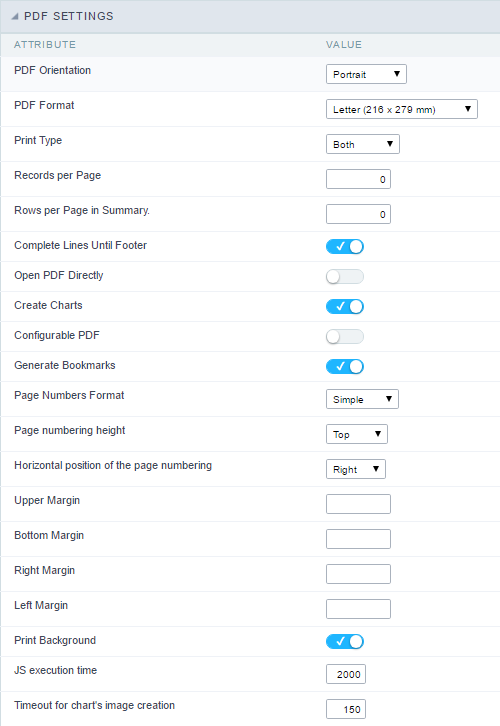 PDF SETTINGS
ATTRIBUTE VALUE
PDF Orientation Portrait
PDF Format Letter (216 x 279 mm)
Print Type Both
Records per Page 0
Rows per Page in Summary. 0
Complete Lines Until Footer
Open PDF Directly
Create Charts
Configurable PDF
Generate Bookmarks
Page Numbers Format Simple
Page numbering height Top
Horizontal position of the page numbering Right
Upper Margin
Bottom Margin
Right Margin
Left Margin
Print Background
JS execution time 2000
Timeout for chart's image creation 150